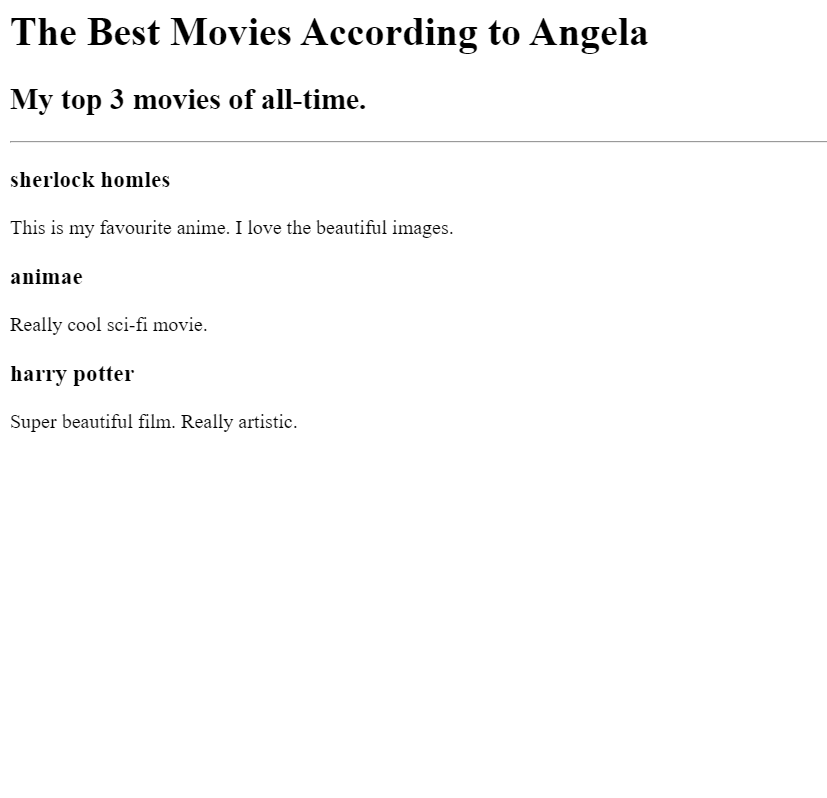 The Best Movies According to Angela
My top 3 movies of all-time.
sherlock homles
This is my favourite anime. I love the beautiful images.
animae
Really cool sci-fi movie.
harry potter
Super beautiful film. Really artistic.